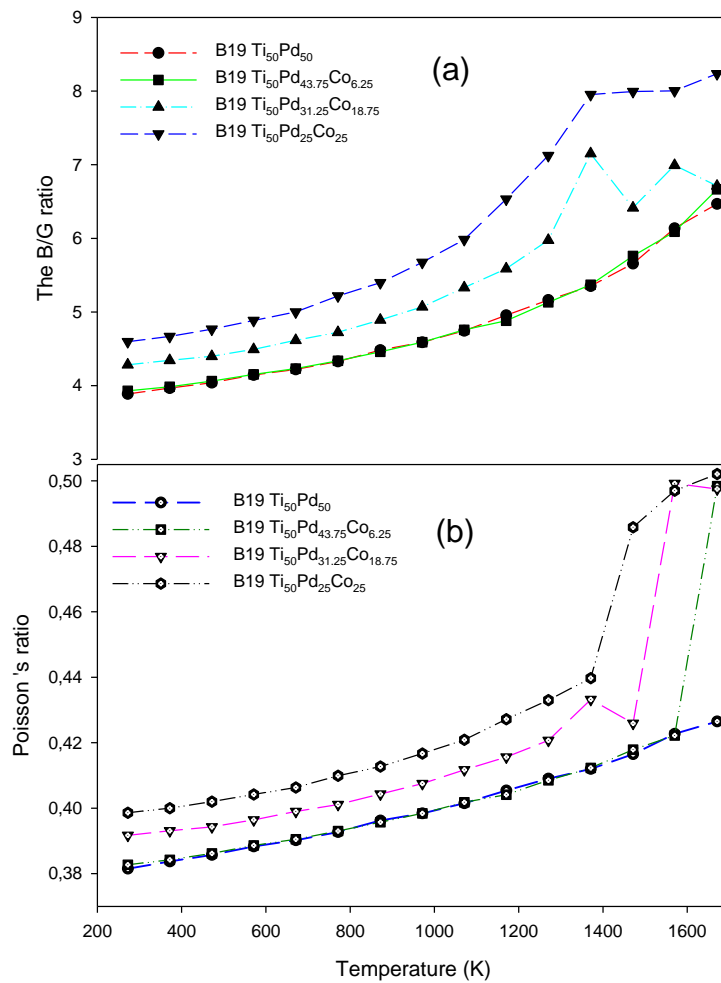 9
8
7
6
5
4
3
The B/G ratio
B19 Ti50Pd50
B19 Ti50Pd43.75Co6.25
B19 Ti50Pd31.25Co18.75
B19 Ti50Pd25Co25
(a)
0,50
0,48
0,46
0,44
0,42
0,40
0,38
Poisson 's ratio
B19 Ti50Pd50
B19 Ti50Pd43.75Co6.25
B19 Ti50Pd31.25Co18.75
B19 Ti50Pd25Co25
(b)
200 400 600 800 1000 1200 1400 1600
Temperature (K)